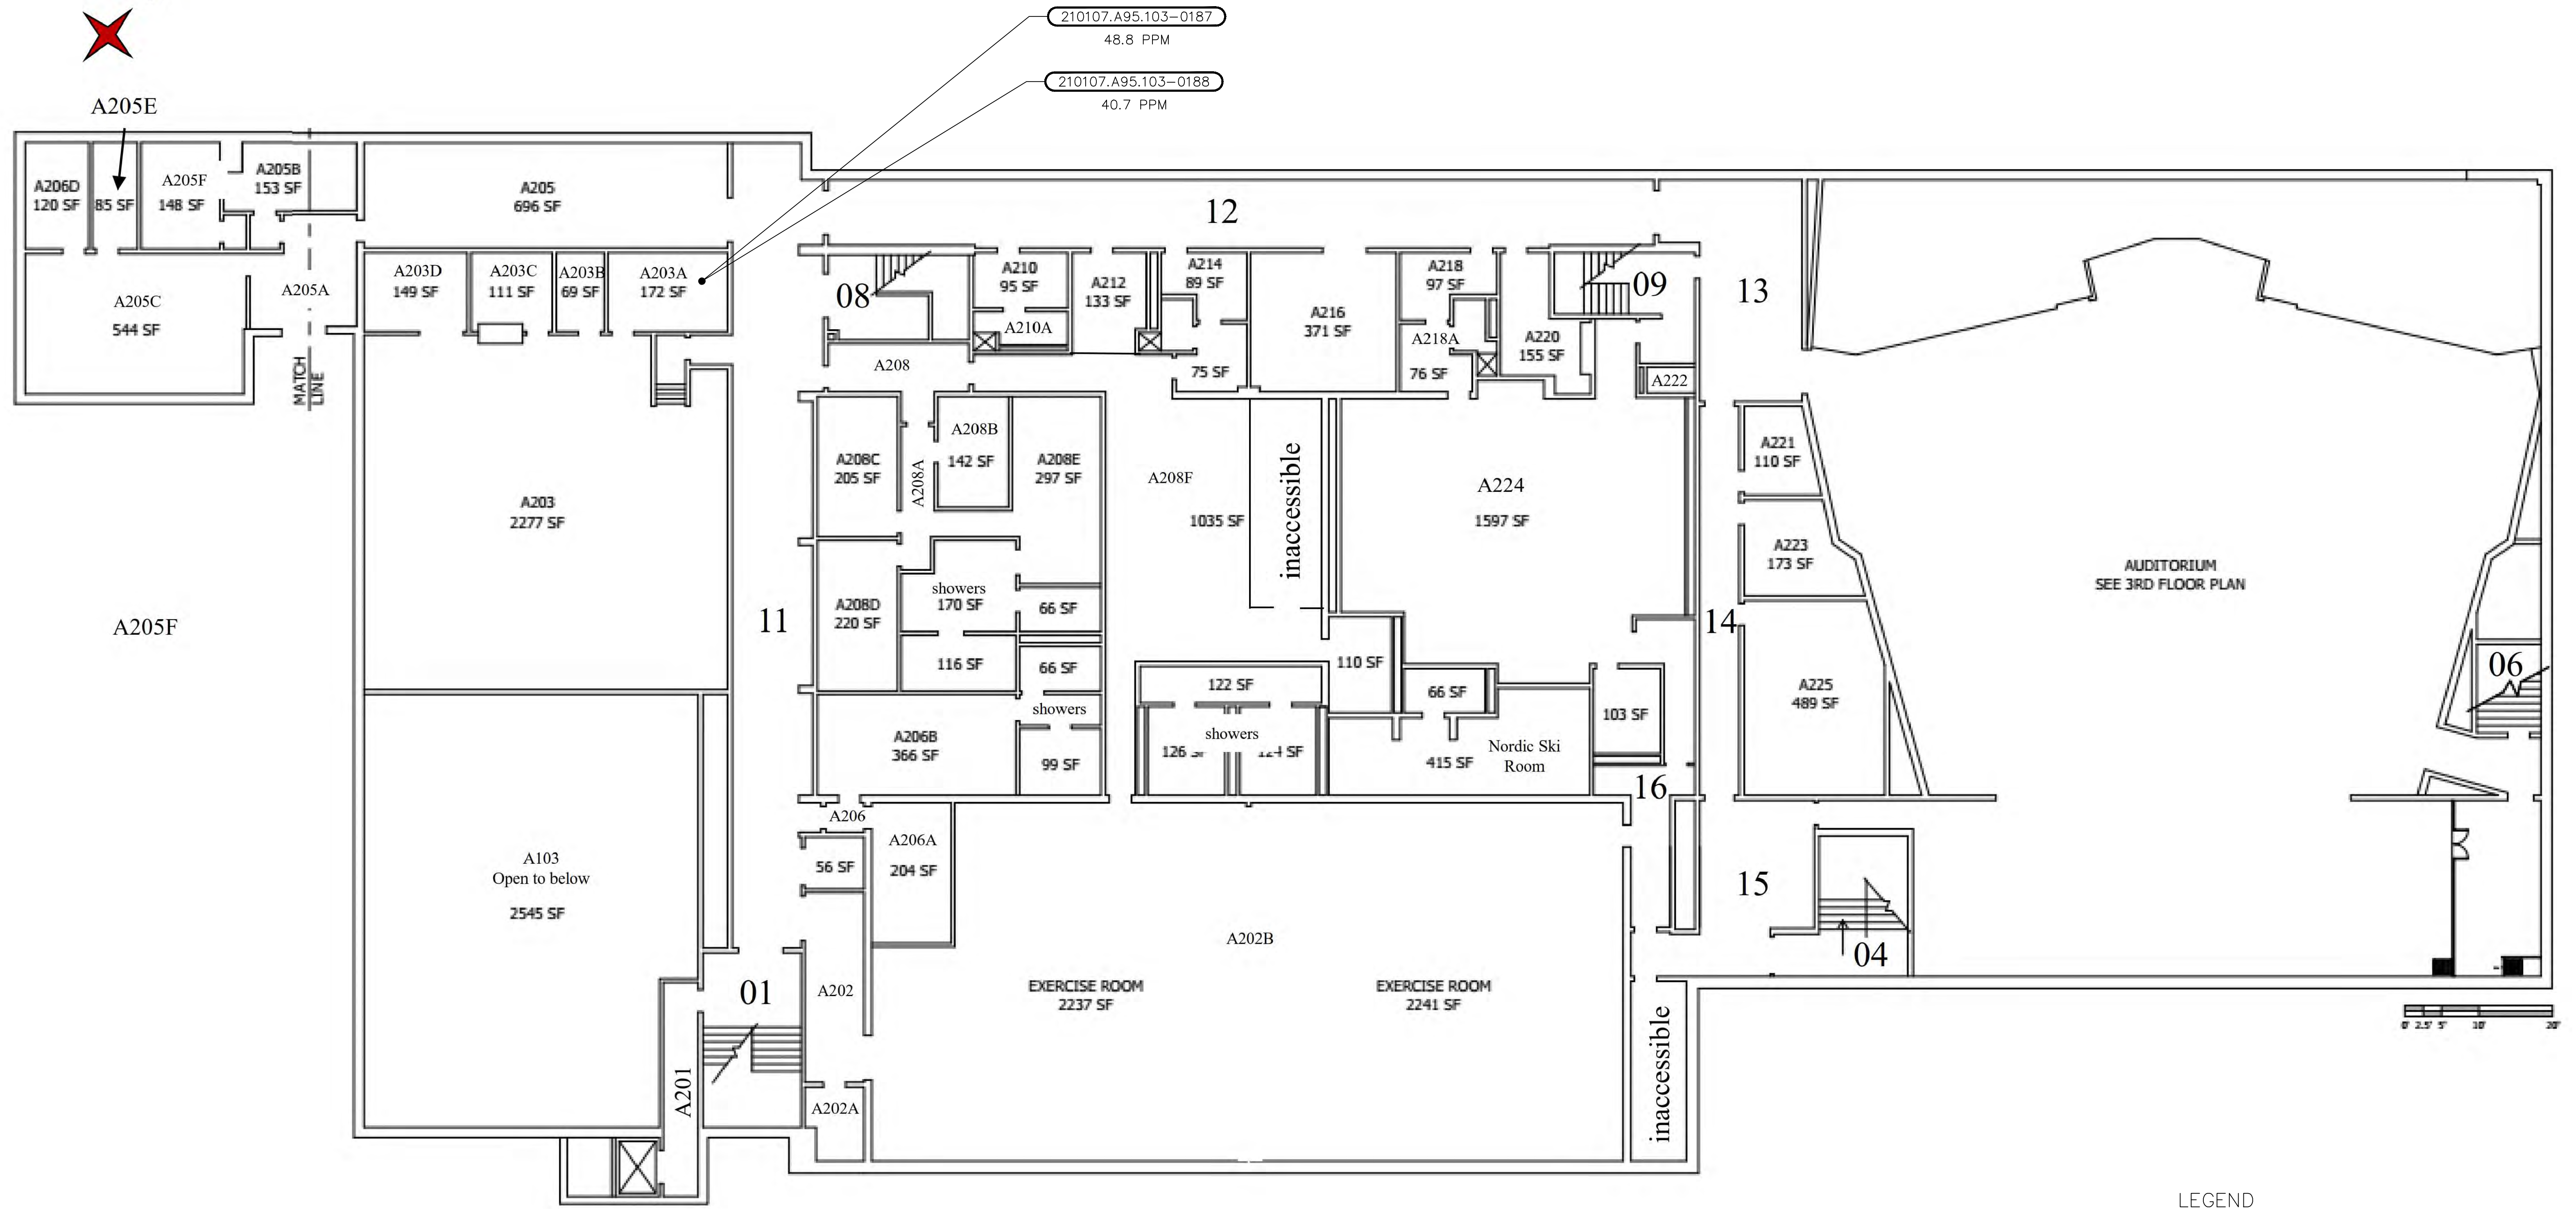 210107.A95.103-0187
48.8 PPM
210107.A95.103-0188
40.7 PPM
A205E
A206D
120 SF
85 SF
A205F
148 SF
A205B
153 SF
A205
696 SF
12
A205C
544 SF
A205A
MATCH
LINE
A203D
149 SF
A203C
111 SF
A203B
69 SF
A203A
172 SF
08
A210
95 SF
A210A
A212
133 SF
A214
89 SF
75 SF
A216
371 SF
A218
97 SF
A218A
76 SF
A220
155 SF
09
A222
13
A208
A208C
205 SF
A208A
A208B
142 SF
A208E
297 SF
A208F
1035 SF
inaccessible
A224
1597 SF
A221
110 SF
A223
173 SF
AUDITORIUM
SEE 3RD FLOOR PLAN
A203
2277 SF
A205F
11
A208D
220 SF
showers
170 SF
66 SF
116 SF
66 SF
showers
99 SF
A206B
366 SF
122 SF
showers
126
SF
110 SF
66 SF
415 SF
Nordic Ski
Room
103 SF
14
A225
489 SF
06
16
A206
56 SF
A206A
204 SF
A103
Open to below
2545 SF
15
04
A202B
EXERCISE ROOM
2237 SF
EXERCISE ROOM
2241 SF
01
A202
A201
A202A
inaccessible
0' 2.5' 5' 10' 20'
LEGEND